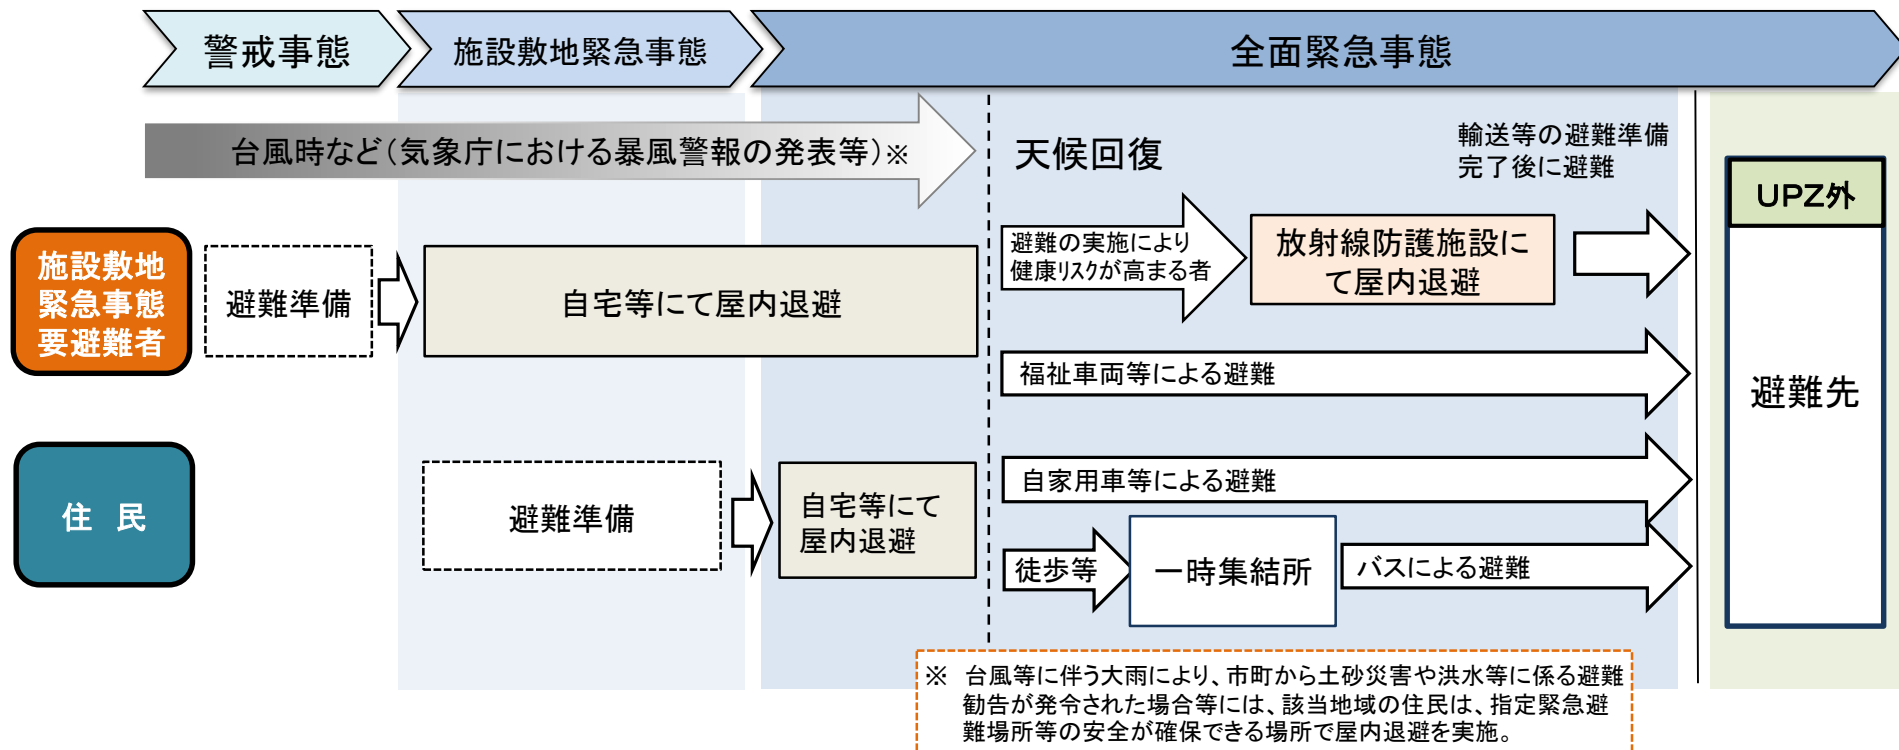 警戒事態
施設敷地緊急事態
全面緊急事態
台風時など(気象庁における暴風警報の発表等)※
天候回復
輸送等の避難準備
完了後に避難
UPZ外
避難先
施設敷地
緊急事態
要避難者
避難準備
自宅等にて屋内退避
避難の実施により
健康リスクが高まる者
放射線防護施設に
て屋内退避
福祉車両等による避難
住 民
避難準備
自宅等にて
屋内退避
自家用車等による避難
徒歩等
一時集結所
バスによる避難
※ 台風等に伴う大雨により、市町から土砂災害や洪水等に係る避難
勧告が発令された場合等には、該当地域の住民は、指定緊急避
難場所等の安全が確保できる場所で屋内退避を実施。